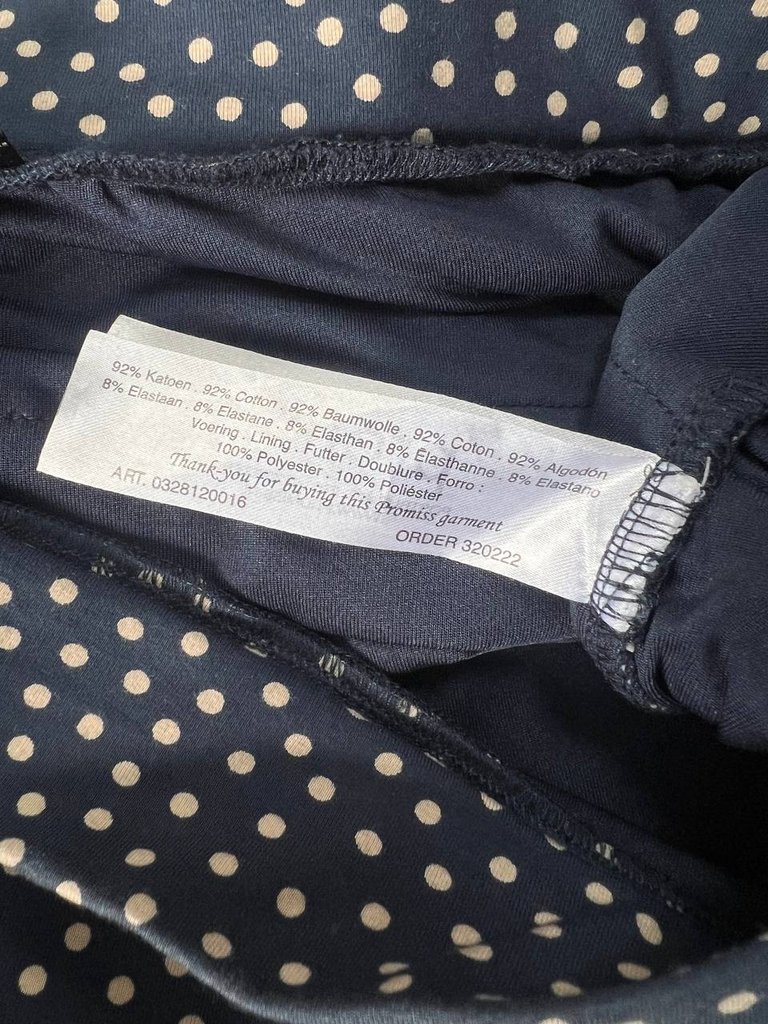 92% Katoen . 92% Cotton . 92% Baumwolle . 92% Coton . 92% Algodón
8% Elastaan . 8% Elastane . 8% Elasthan . 8% Élasthanne . 8% Elastano
Voering . Lining . Futter . Doublure . Forro :
100% Polyester . 100% Poliéster
Thank-you for buying this Promiss garment
ART. 0328120016
ORDER 320222